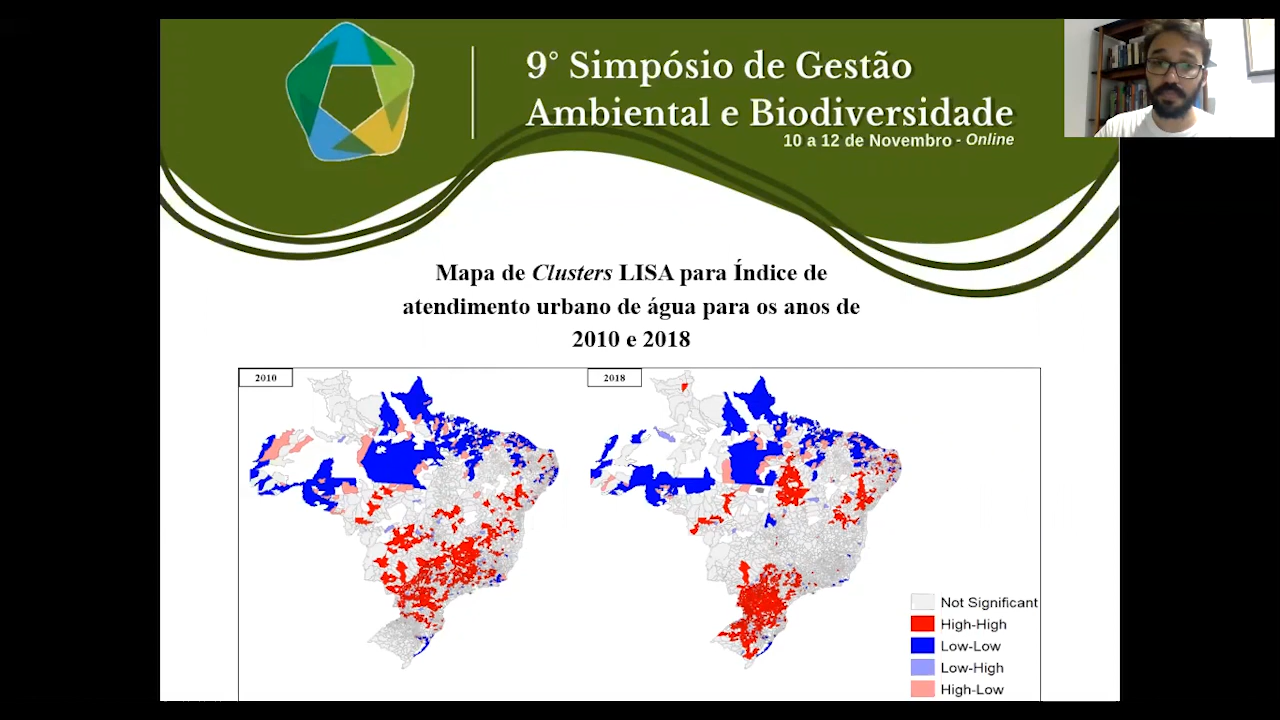 9° Simpósio de Gestão
Ambiental e Biodiversidade
10 a 12 de Novembro - Online
Mapa de Clusters LISA para Índice de
atendimento urbano de água para os anos de
2010 e 2018
2010
2018
Not Significant
High-High
Low-Low
Low-High
High-Low